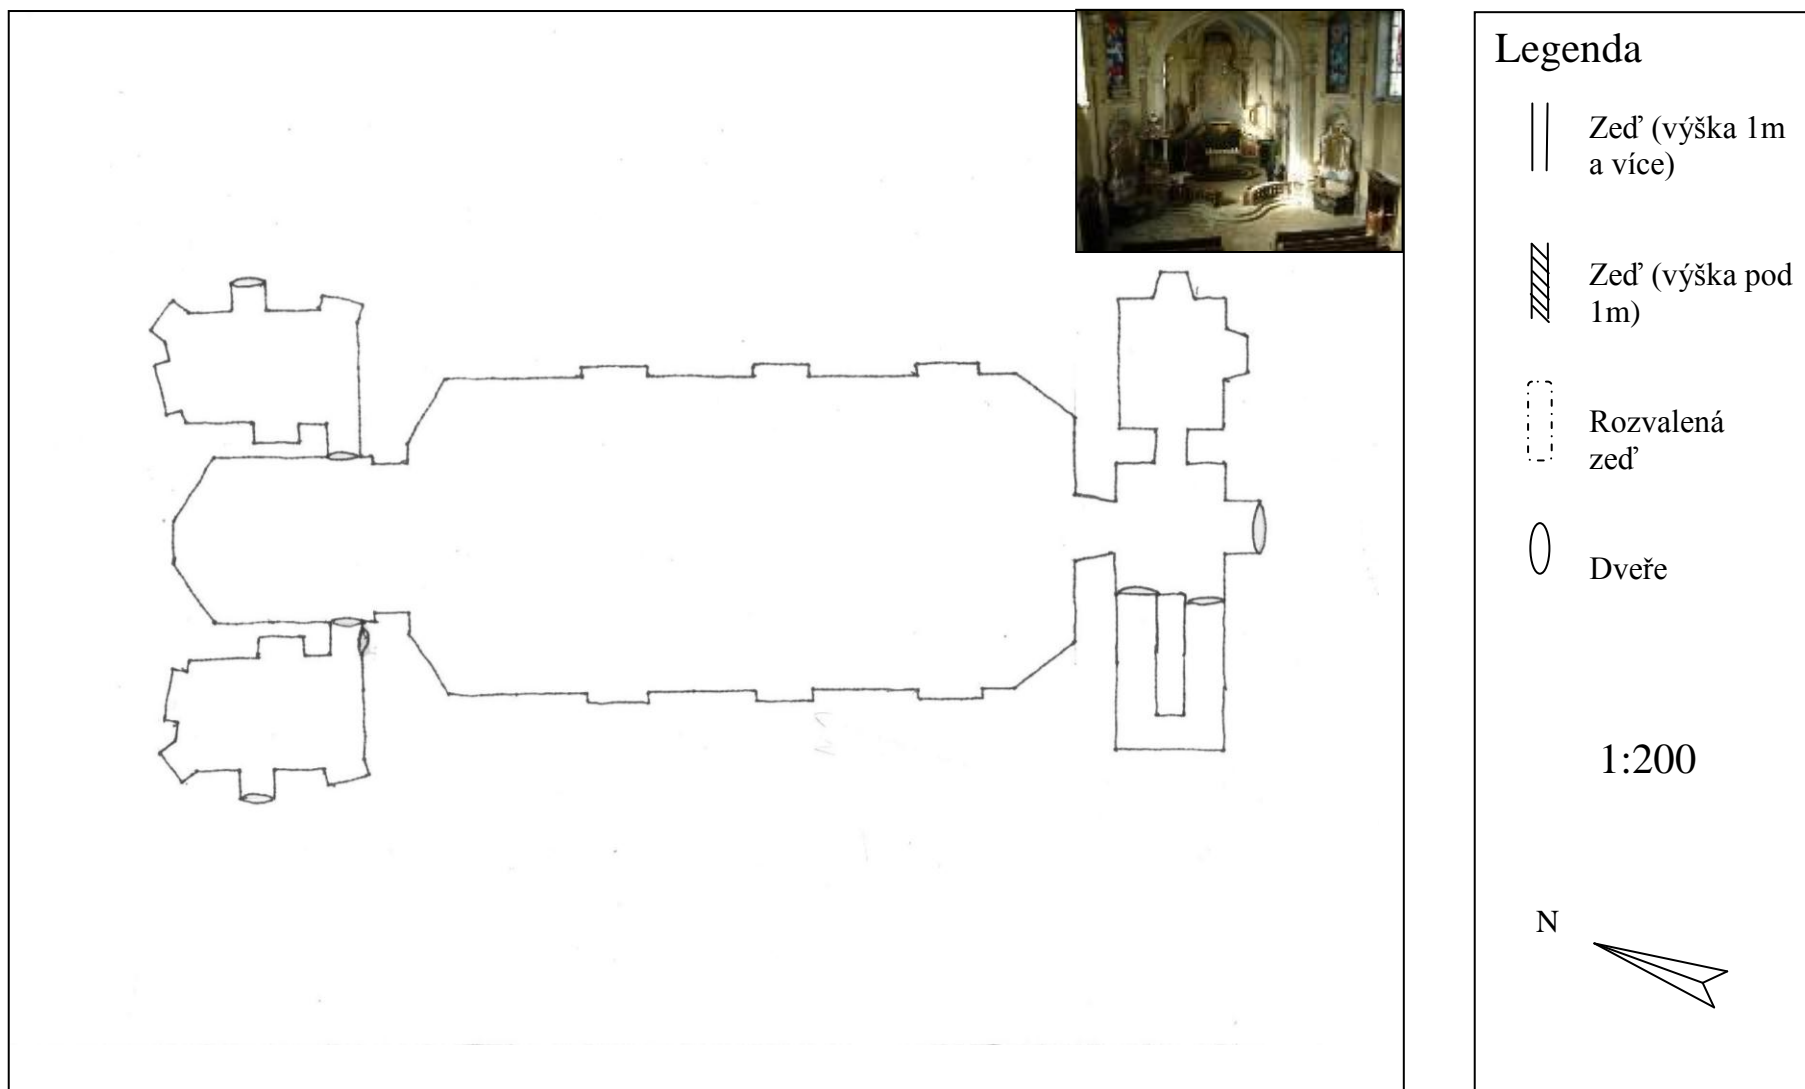 Legenda
Zeď (výška 1m
a více)
Zeď (výška pod
1m)
Rozvalená
zeď
Dveře
1:200
N